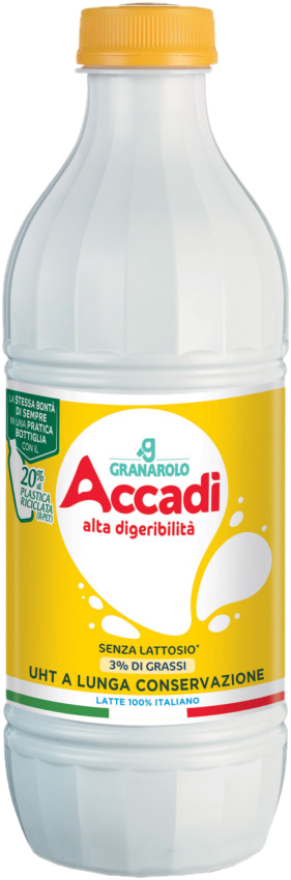 LA STESSA BONTÀ
DI SEMPRE
IN UNA PRATICA
BOTTIGLIA
CON IL
20%
PLASTICA
RICICLATA
(R-PET)
g
GRANAROLO
Accadì
alta digeribilità
SENZA LATTOSIO*
3% DI GRASSI
UHT A LUNGA CONSERVAZIONE
LATTE 100% ITALIANO